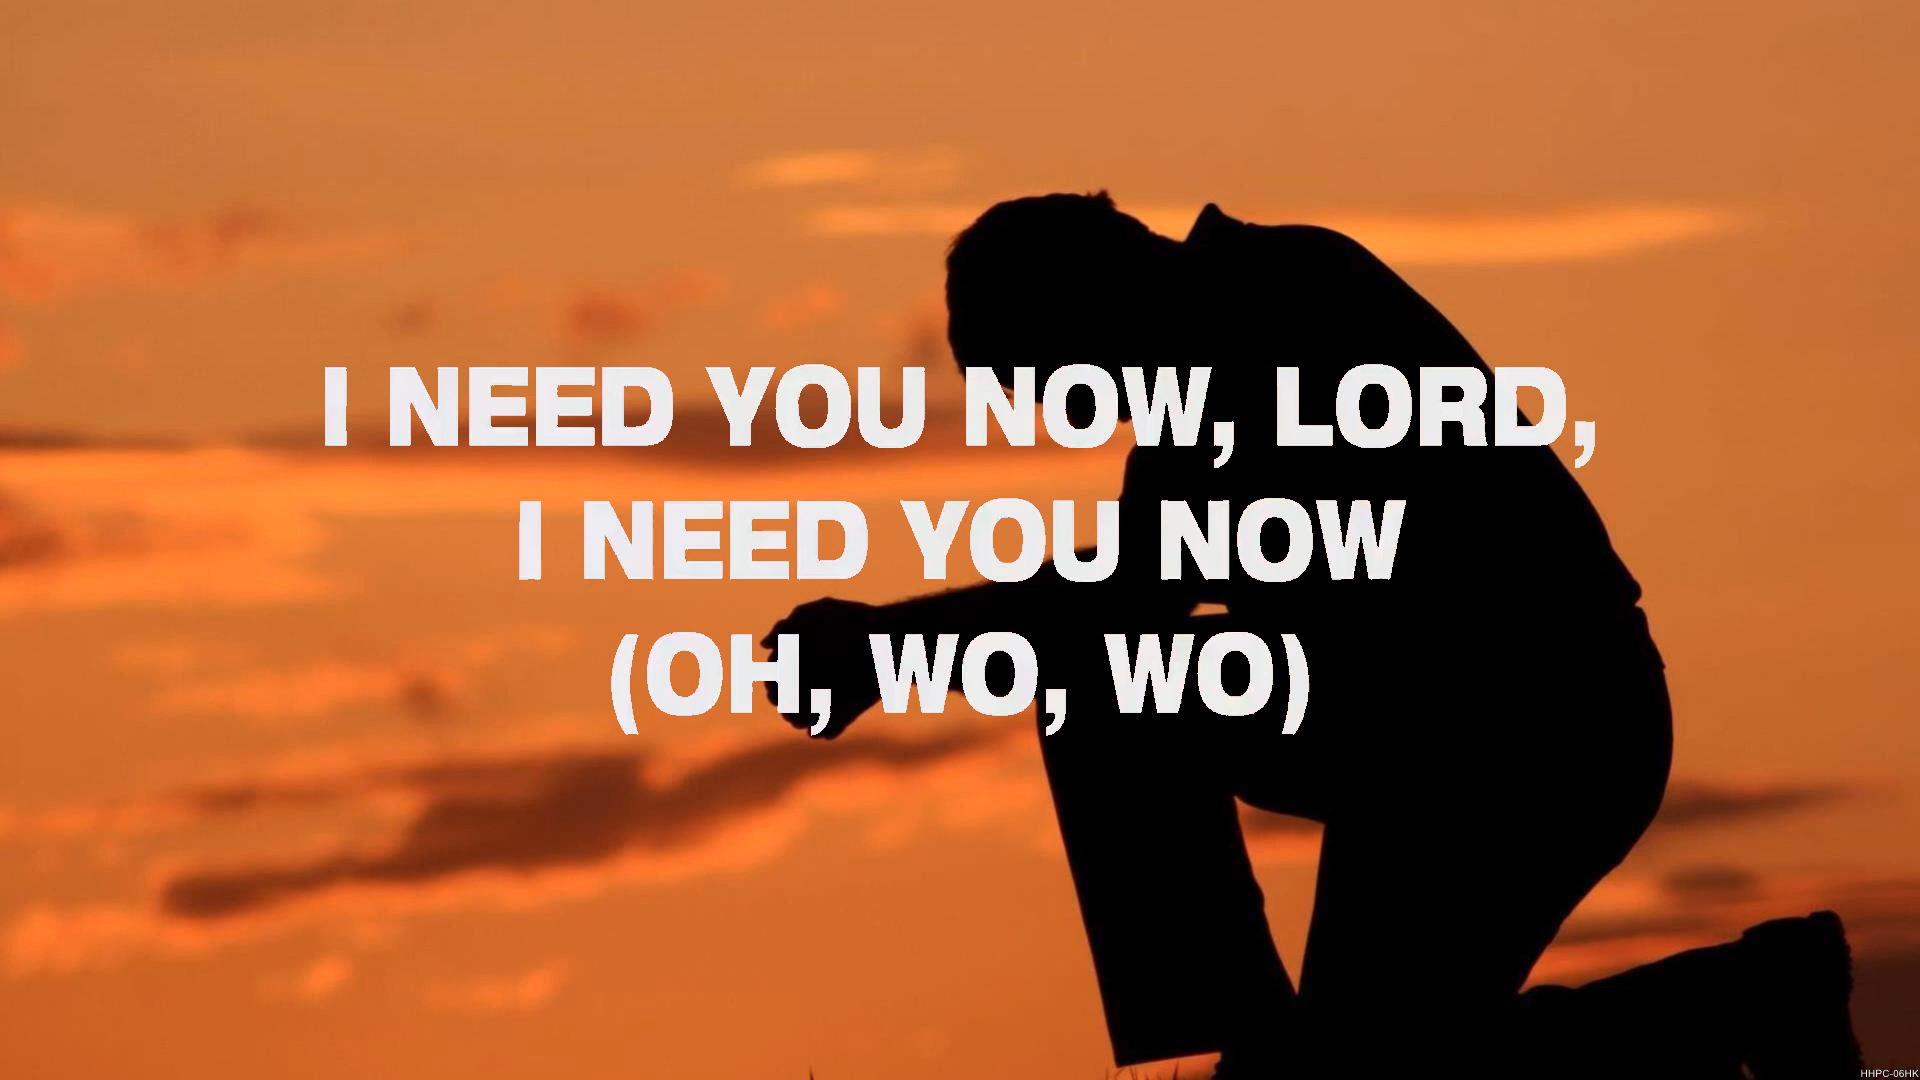 I NEED YOU NOW, LORD,
I NEED YOU NOW
(OH, WO, WO)
HHPC-06HK